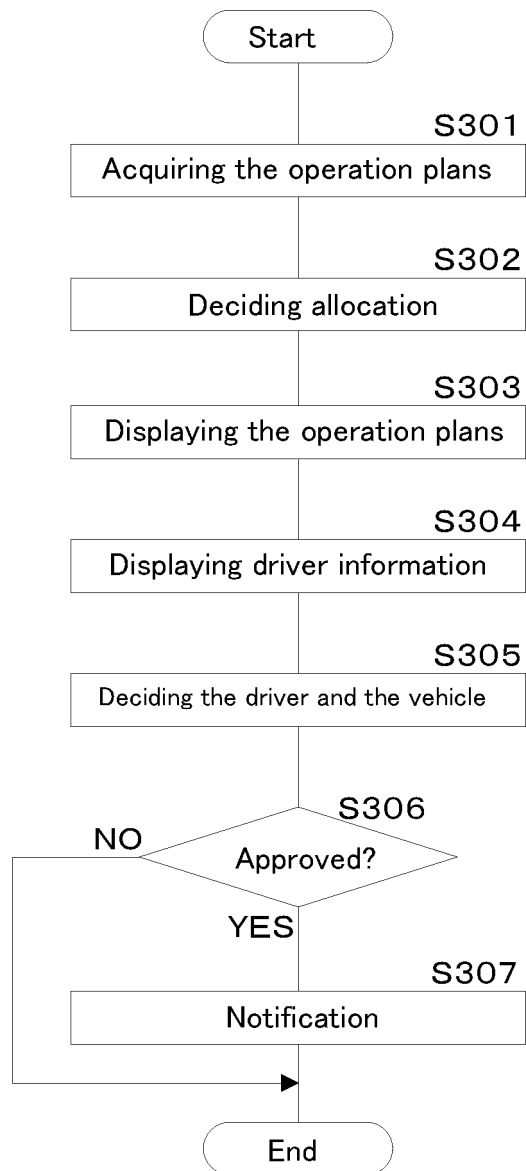 Start
S301
Acquiring the operation plans
S302
Deciding allocation
S303
Displaying the operation plans
S304
Displaying driver information
S305
Deciding the driver and the vehicle
S306
NO
Approved?
YES
S307
Notification
End